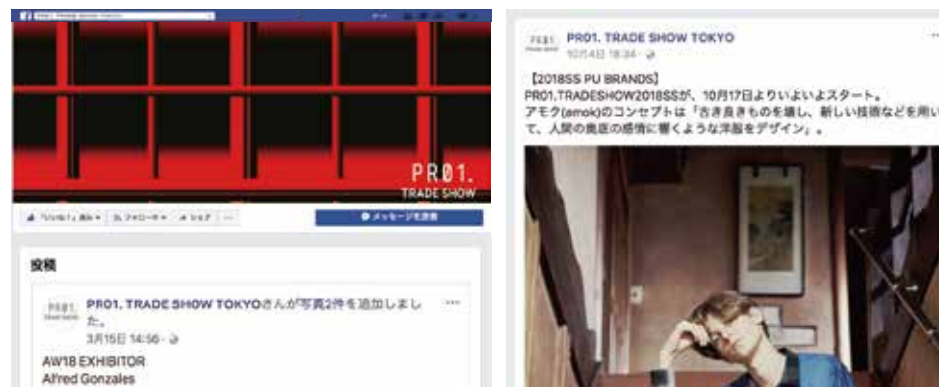 PR01.
TRADE SHOW
メッセージを送信
投稿
PR01. TRADE SHOW TOKYOさんが写真2件を追加しまし
た。
3月15日 14:56
AW18 EXHIBITOR
Alfred Gonzales
PR01. TRADE SHOW TOKYO
10月4日 18:34
【2018SS PU BRANDS】
PR01.TRADESHOW2018SSが、10月17日よりいよいよスタート。
アモク(amok)のコンセプトは「古き良きものを壊し、新しい技術などを用い
て、人間の奥底の感情に響くような洋服をデザイン」。